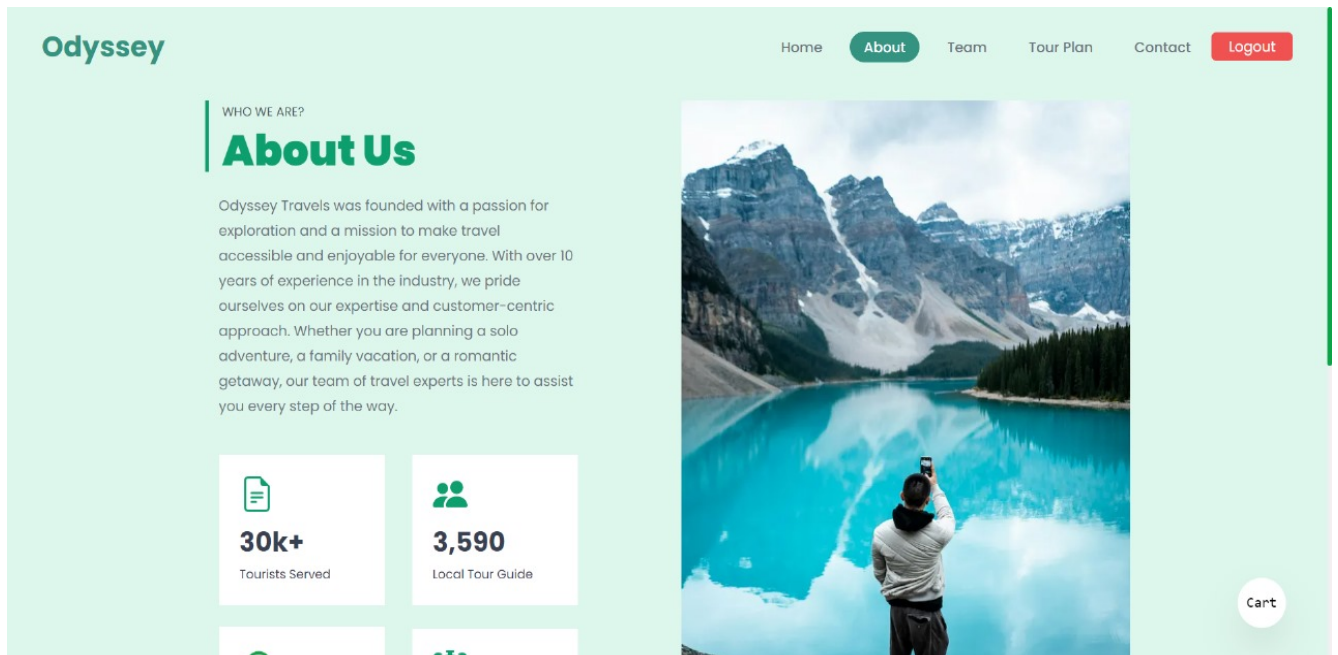 Odyssey
Home About Team Tour Plan Contact Logout
WHO WE ARE?
About Us
Odyssey Travels was founded with a passion for
exploration and a mission to make travel
accessible and enjoyable for everyone. With over 10
years of experience in the industry, we pride
ourselves on our expertise and customer-centric
approach. Whether you are planning a solo
adventure, a family vacation, or a romantic
getaway, our team of travel experts is here to assist
you every step of the way.
30k+
Tourists Served
3,590
Local Tour Guide
Cart